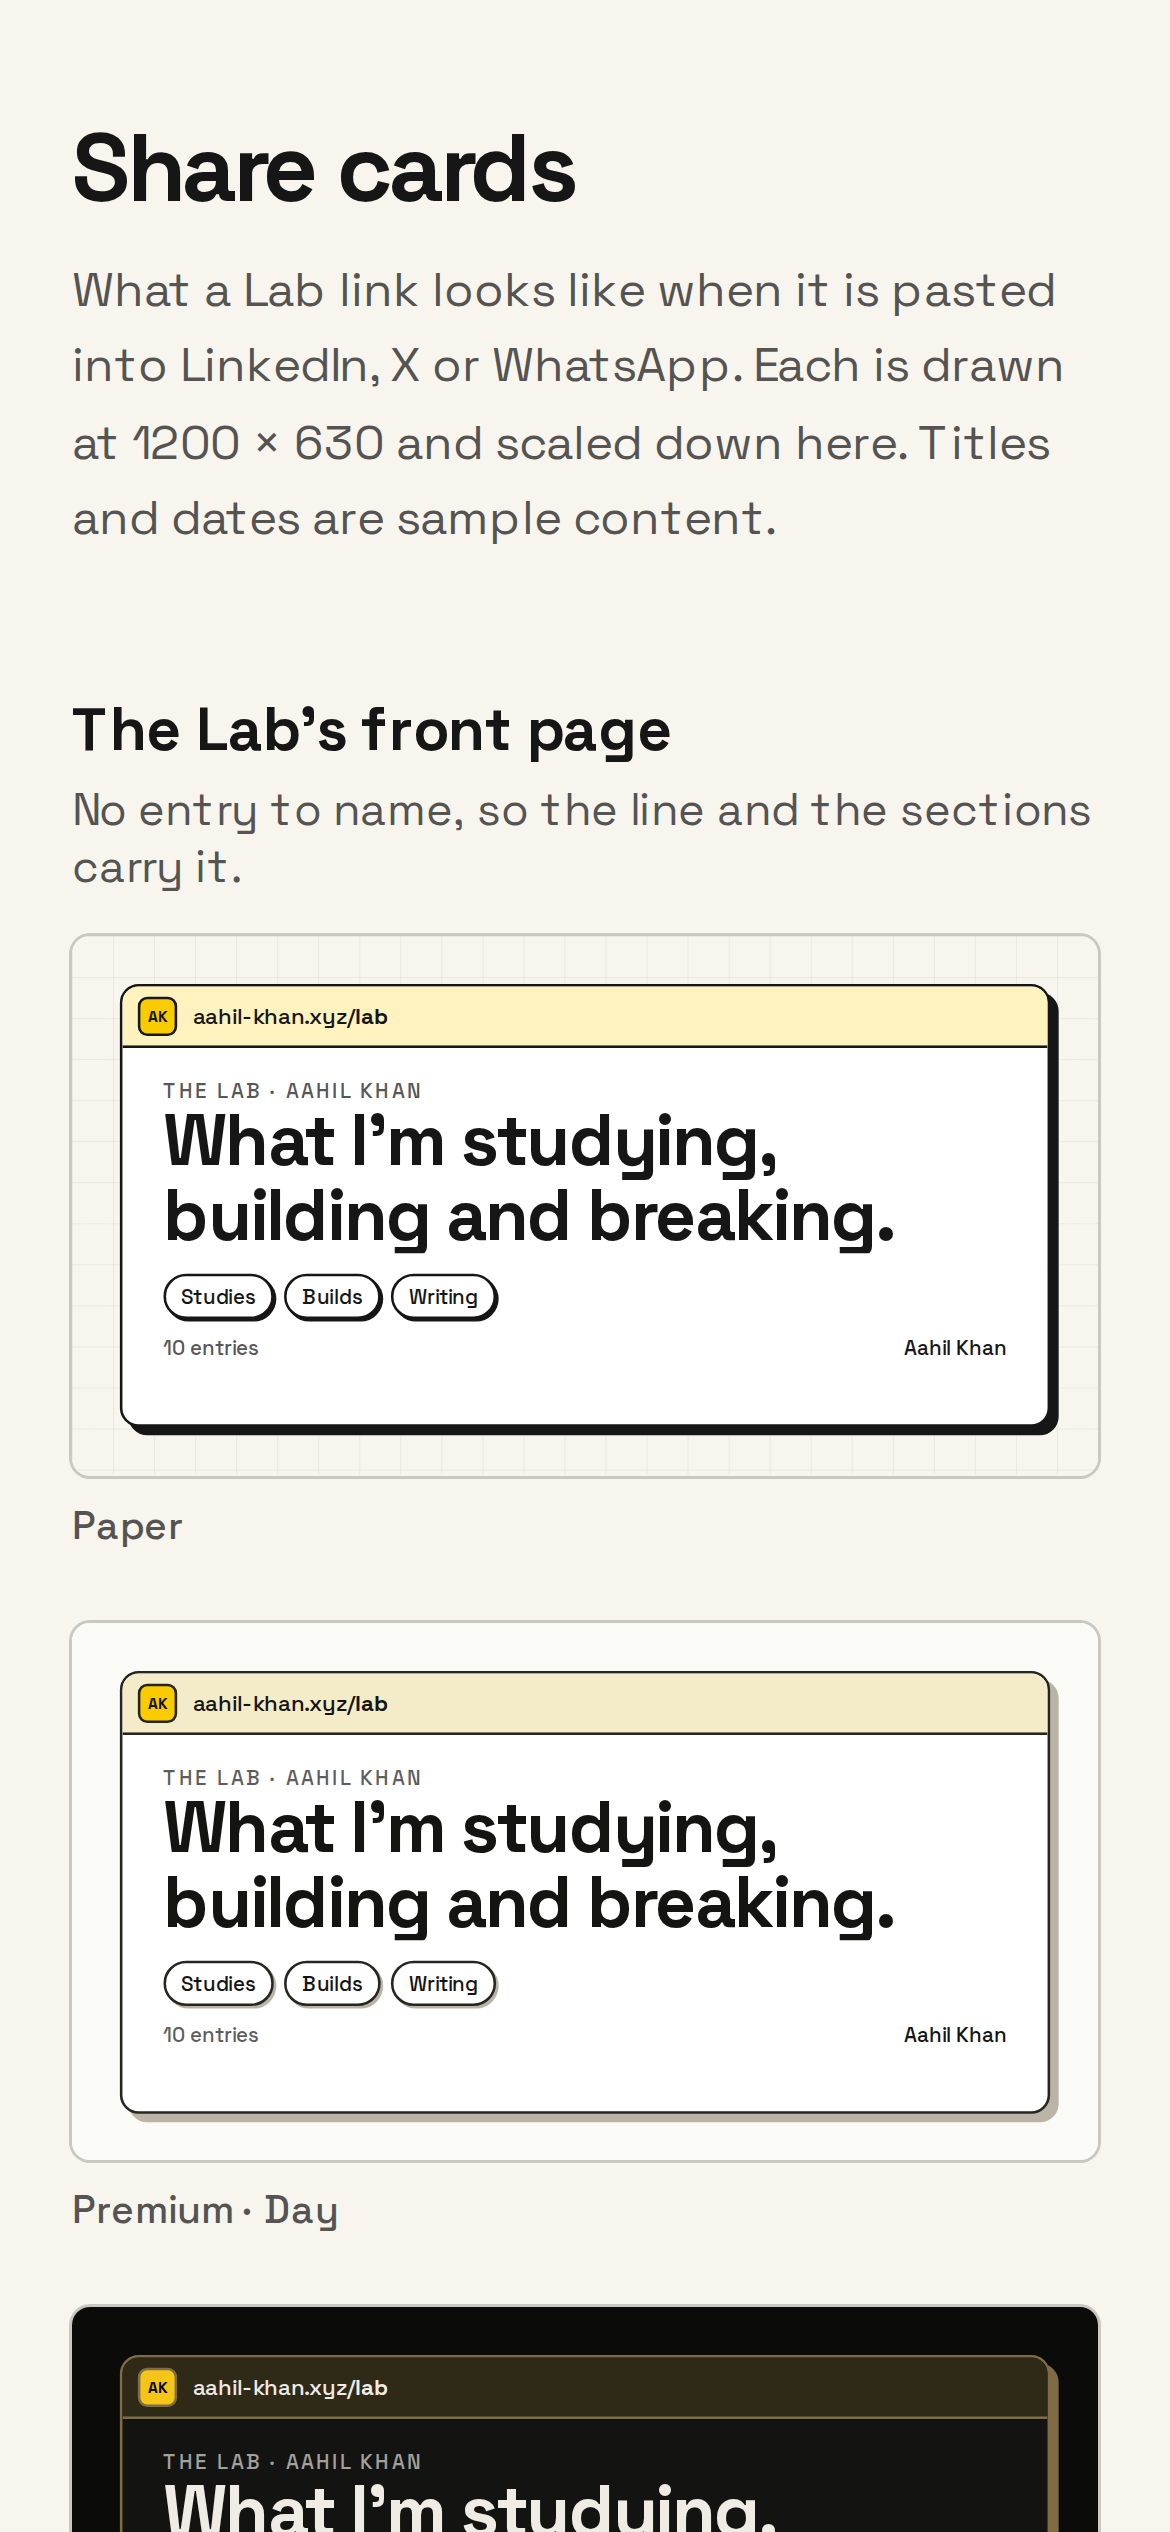 Share cards
What a Lab link looks like when it is pasted
into LinkedIn, X or WhatsApp. Each is drawn
at 1200 × 630 and scaled down here. Titles
and dates are sample content.
The Lab’s front page
No entry to name, so the line and the sections
carry it.
AK aahil-khan.xyz/lab
THE LAB · AAHIL KHAN
What I’m studying,
building and breaking.
Studies Builds Writing
10 entries Aahil Khan
Paper
AK aahil-khan.xyz/lab
THE LAB · AAHIL KHAN
What I’m studying,
building and breaking.
Studies Builds Writing
10 entries Aahil Khan
Premium · Day
AK aahil-khan.xyz/lab
THE LAB · AAHIL KHAN
What I’m studying,